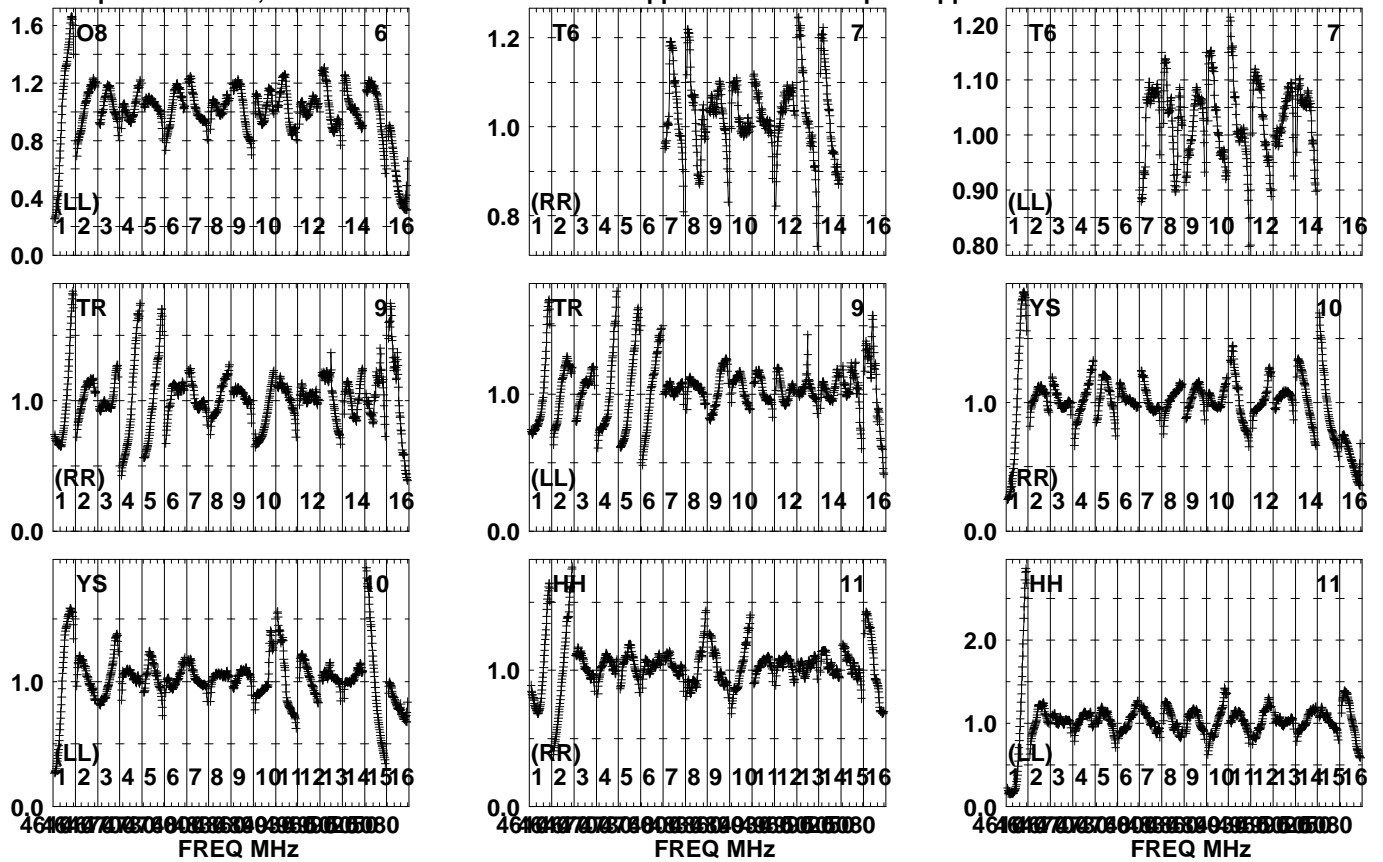 1.6 O8 6
1.2
0.8
0.4 (LL)
1 2 3 4 5 6 7 8 9 10 12 14 16
0.0
1.2 T6 7
1.0
0.8 (RR)
1 2 3 4 5 6 7 8 9 10 12 14 16
1.20 T6 7
1.10
1.00
0.90 (LL)
0.80 1 2 3 4 5 6 7 8 9 10 12 14 16
TR 9
1.0
(RR)
1 2 3 4 5 6 7 8 9 10 12 14 16
0.0
TR 9
1.0
(LL)
1 2 3 4 5 6 7 8 9 10 12 14 16
0.0
YS 10
1.0
(RR)
1 2 3 4 5 6 7 8 9 10 12 14 16
0.0
YS 10
1.0
(LL)
1 2 3 4 5 6 7 8 9 10 11 12 13 14 15 16
0.0
FREQ MHz
HH 11
1.0
(RR)
1 2 3 4 5 6 7 8 9 10 11 12 13 14 15 16
0.0
FREQ MHz
HH 11
2.0
1.0
(LL)
1 2 3 4 5 6 7 8 9 10 11 12 13 14 15 16
0.0
FREQ MHz